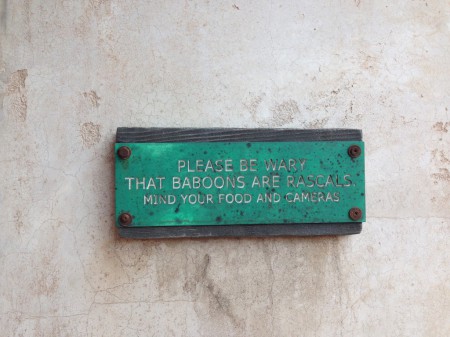 PLEASE BE WARY
THAT BABOONS ARE RASCALS.
MIND YOUR FOOD AND CAMERAS